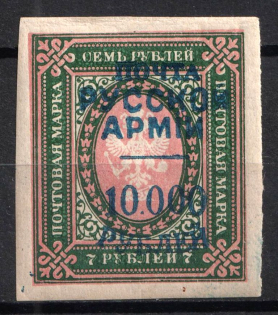 СЕМЬ РУБЛЕЙ
ПОЧТОВАЯ МАРКА
ПОЧТОВАЯ МАРКА
ПОЧТА
РУССКОЙ
АРМІИ
10.000
РУБЛЕЙ
7 РУБЛЕЙ 7